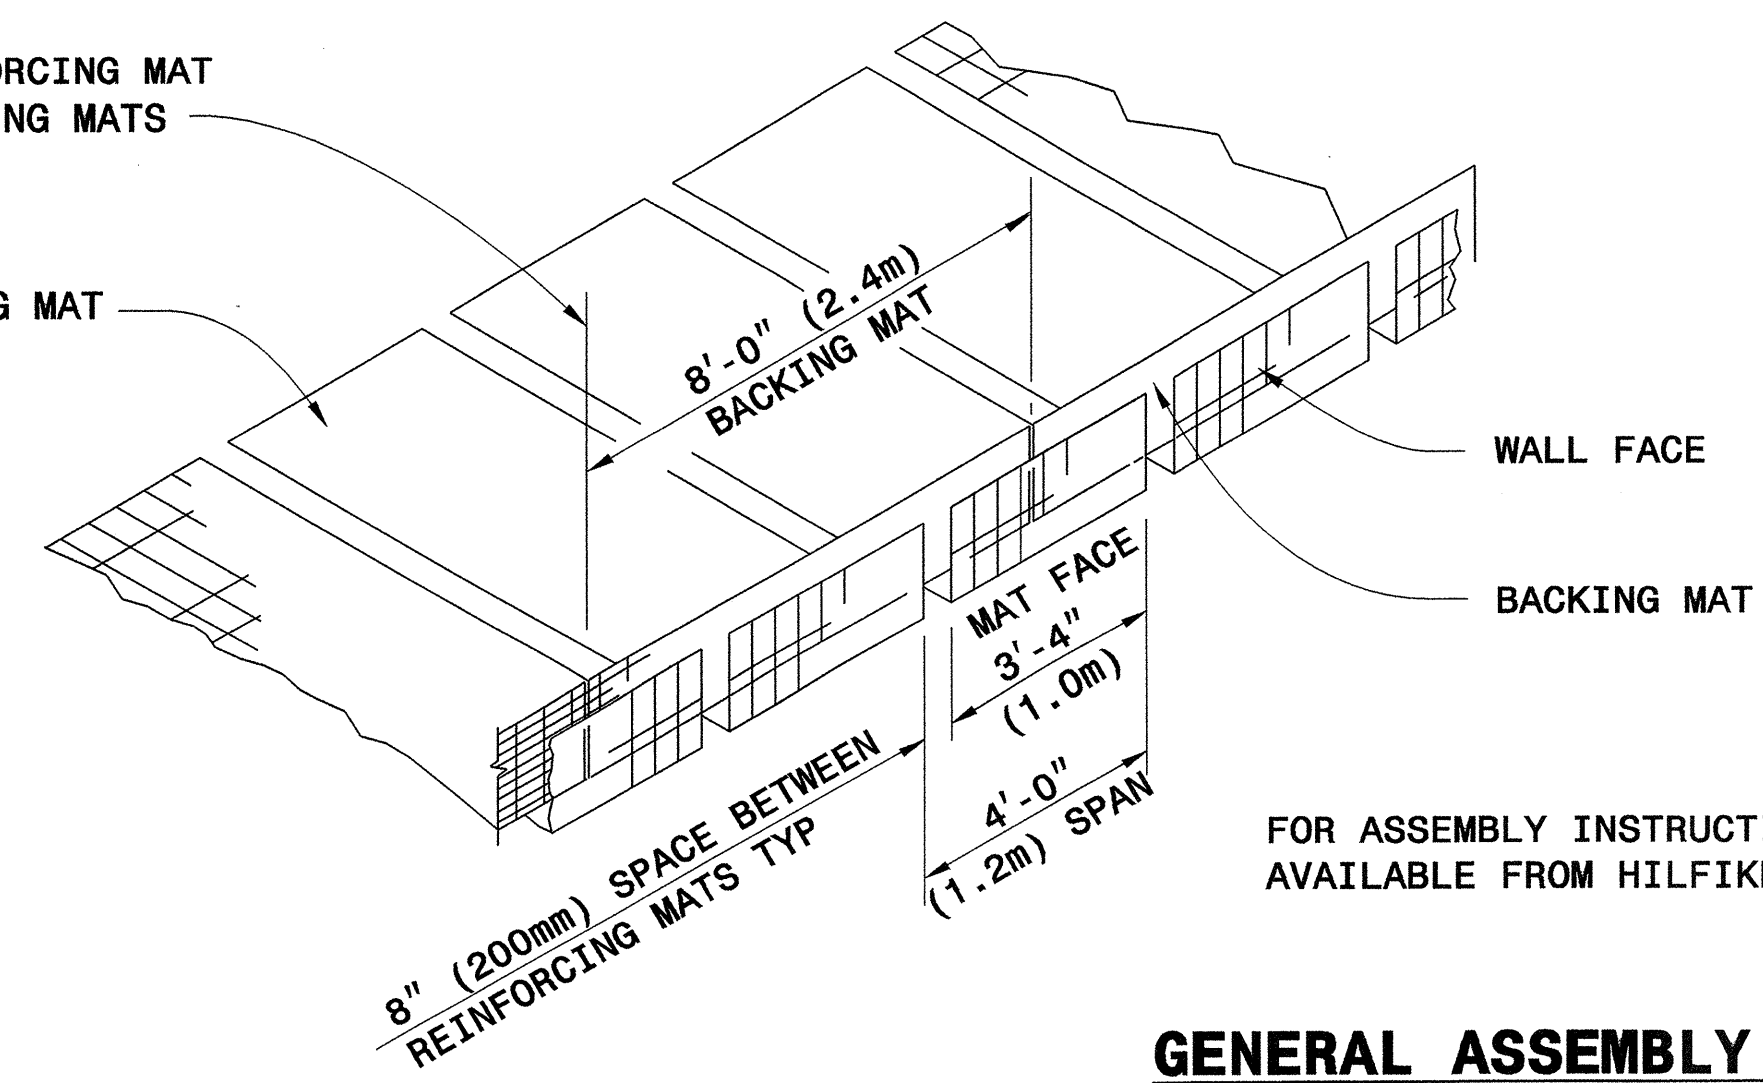 ORCING MAT
NG MATS
G MAT
8'-0" (2.4m)
BACKING MAT
WALL FACE
BACKING MAT
MAT FACE
3'-4"
(1.0m)
4'-0"
(1.2m) SPAN
8" (200mm) SPACE BETWEEN
REINFORCING MATS TYP
FOR ASSEMBLY INSTRUCT
AVAILABLE FROM HILFIK
GENERAL ASSEMBLY